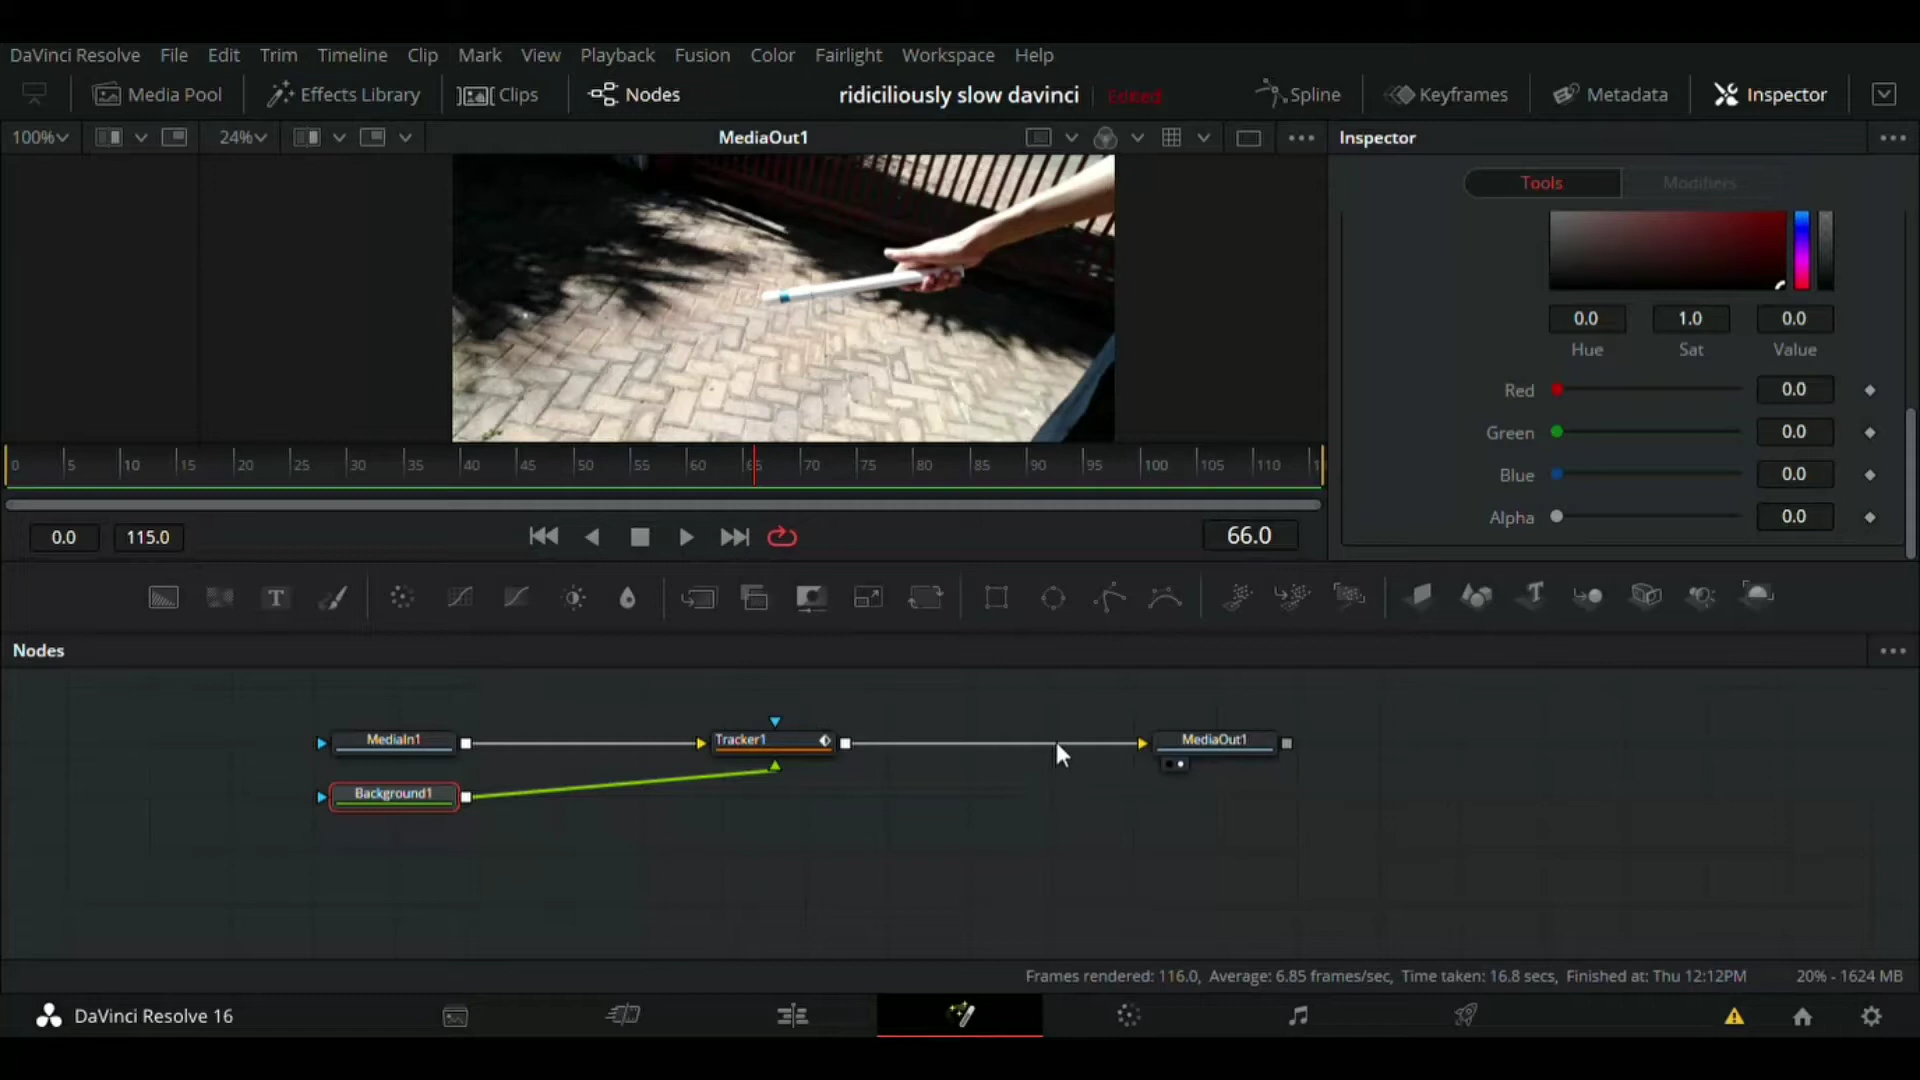 DaVinci Resolve File Edit Trim Timeline Clip Mark View Playback Fusion Color Fairlight Workspace Help
Media Pool Effects Library Clips Nodes ridiciliously slow davinci Edited Spline Keyframes Metadata Inspector
100% 24% MediaOut1 Inspector
Tools Modifiers
0.0 1.0 0.0
Hue Sat Value
Red 0.0
Green 0.0
Blue 0.0
Alpha 0.0
0 5 10 15 20 25 30 35 40 45 50 55 60 65 70 75 80 85 90 95 100 105 110
0.0 115.0 66.0
T T
Nodes
MediaIn1 Tracker1 MediaOut1
Background1
Frames rendered: 116.0, Average: 6.85 frames/sec, Time taken: 16.8 secs, Finished at: Thu 12:12PM 20% - 1624 MB
DaVinci Resolve 16